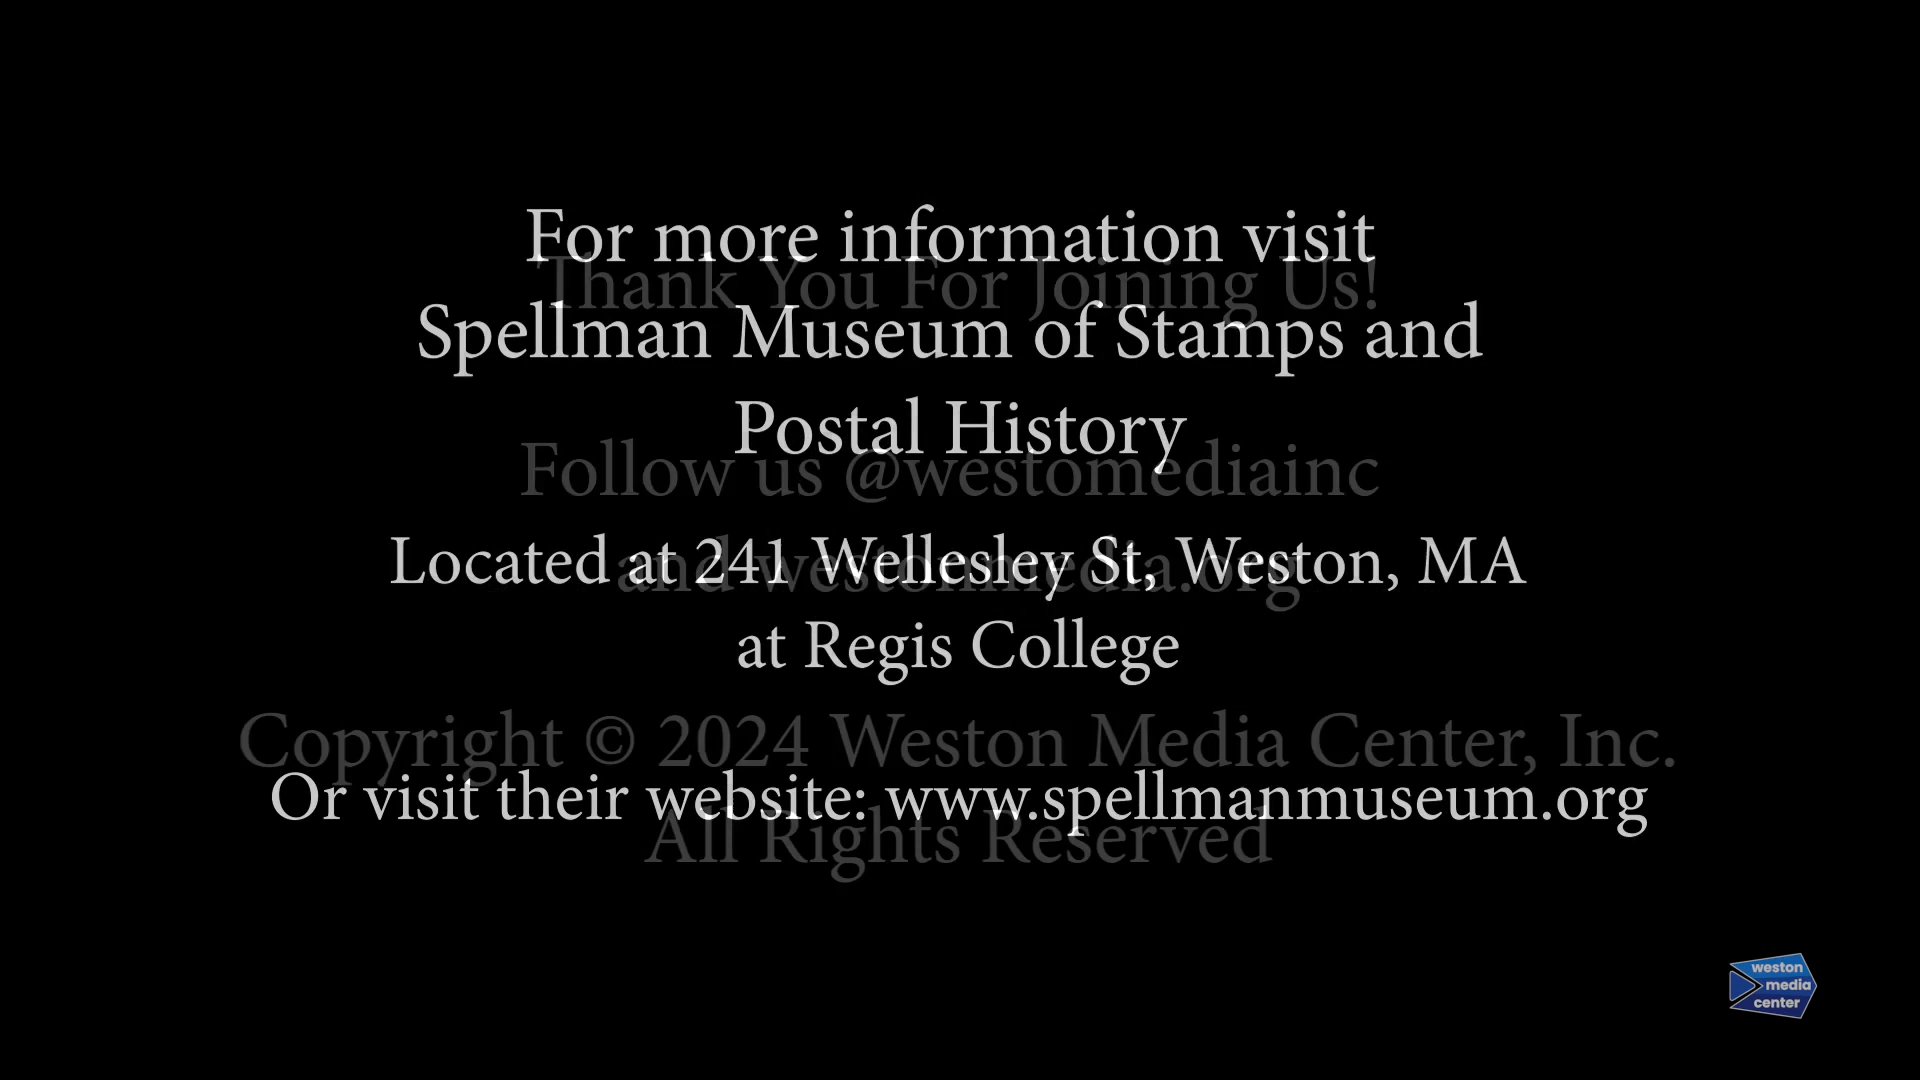 For more information visit
Thank You For Joining Us!
Spellman Museum of Stamps and
Postal History
Follow us @westomediainc
Located at 241 Wellesley St, Weston, MA
and westonmedia.org
at Regis College
Copyright © 2024 Weston Media Center, Inc.
Or visit their website: www.spellmanmuseum.org
All Rights Reserved
weston
media
center